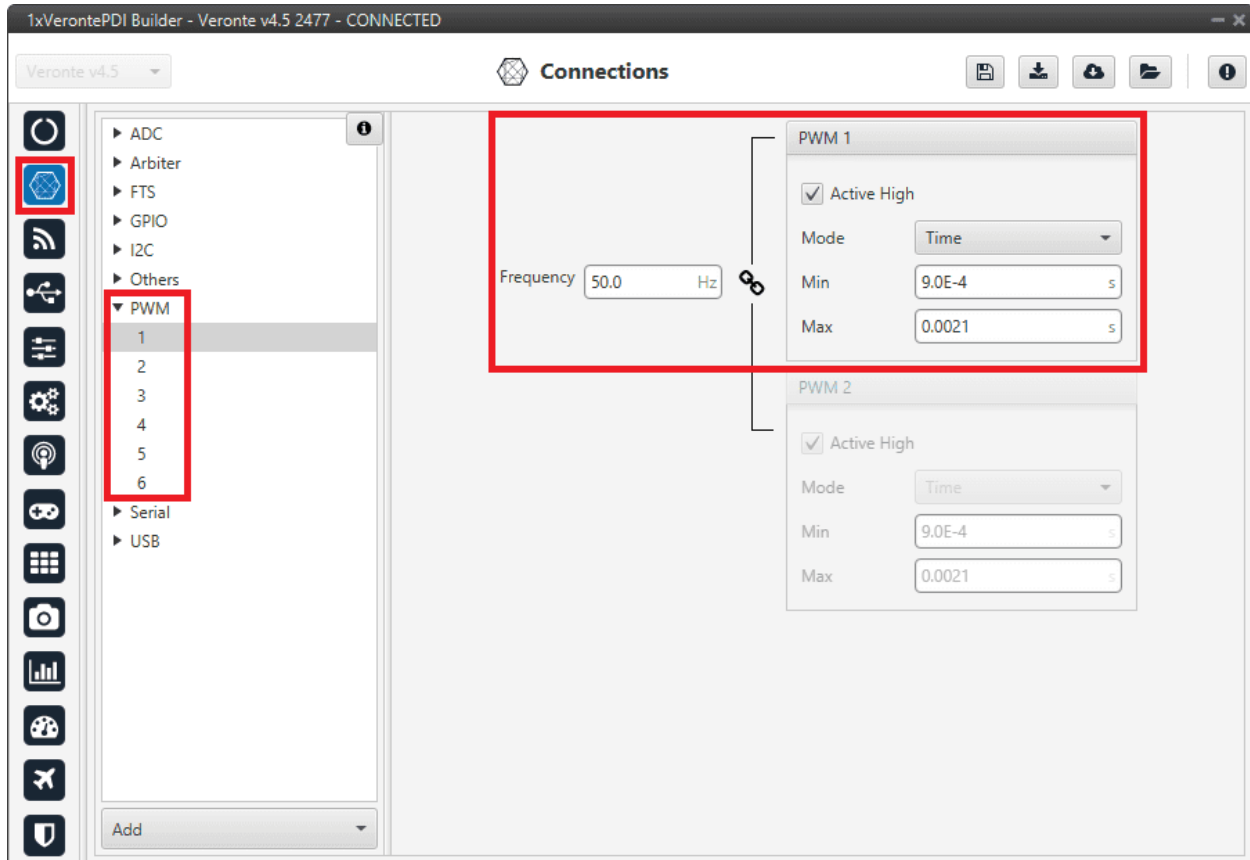 1xVerontePDI Builder - Veronte v4.5 2477 - CONNECTED
Veronte v4.5
Connections
ADC
Arbiter
FTS
GPIO
I2C
Others
PWM
1
2
3
4
5
6
Serial
USB
Add
Frequency 50.0 Hz
PWM 1
Active High
Mode Time
Min 9.0E-4 s
Max 0.0021 s
PWM 2
Active High
Mode Time
Min 9.0E-4 s
Max 0.0021 s